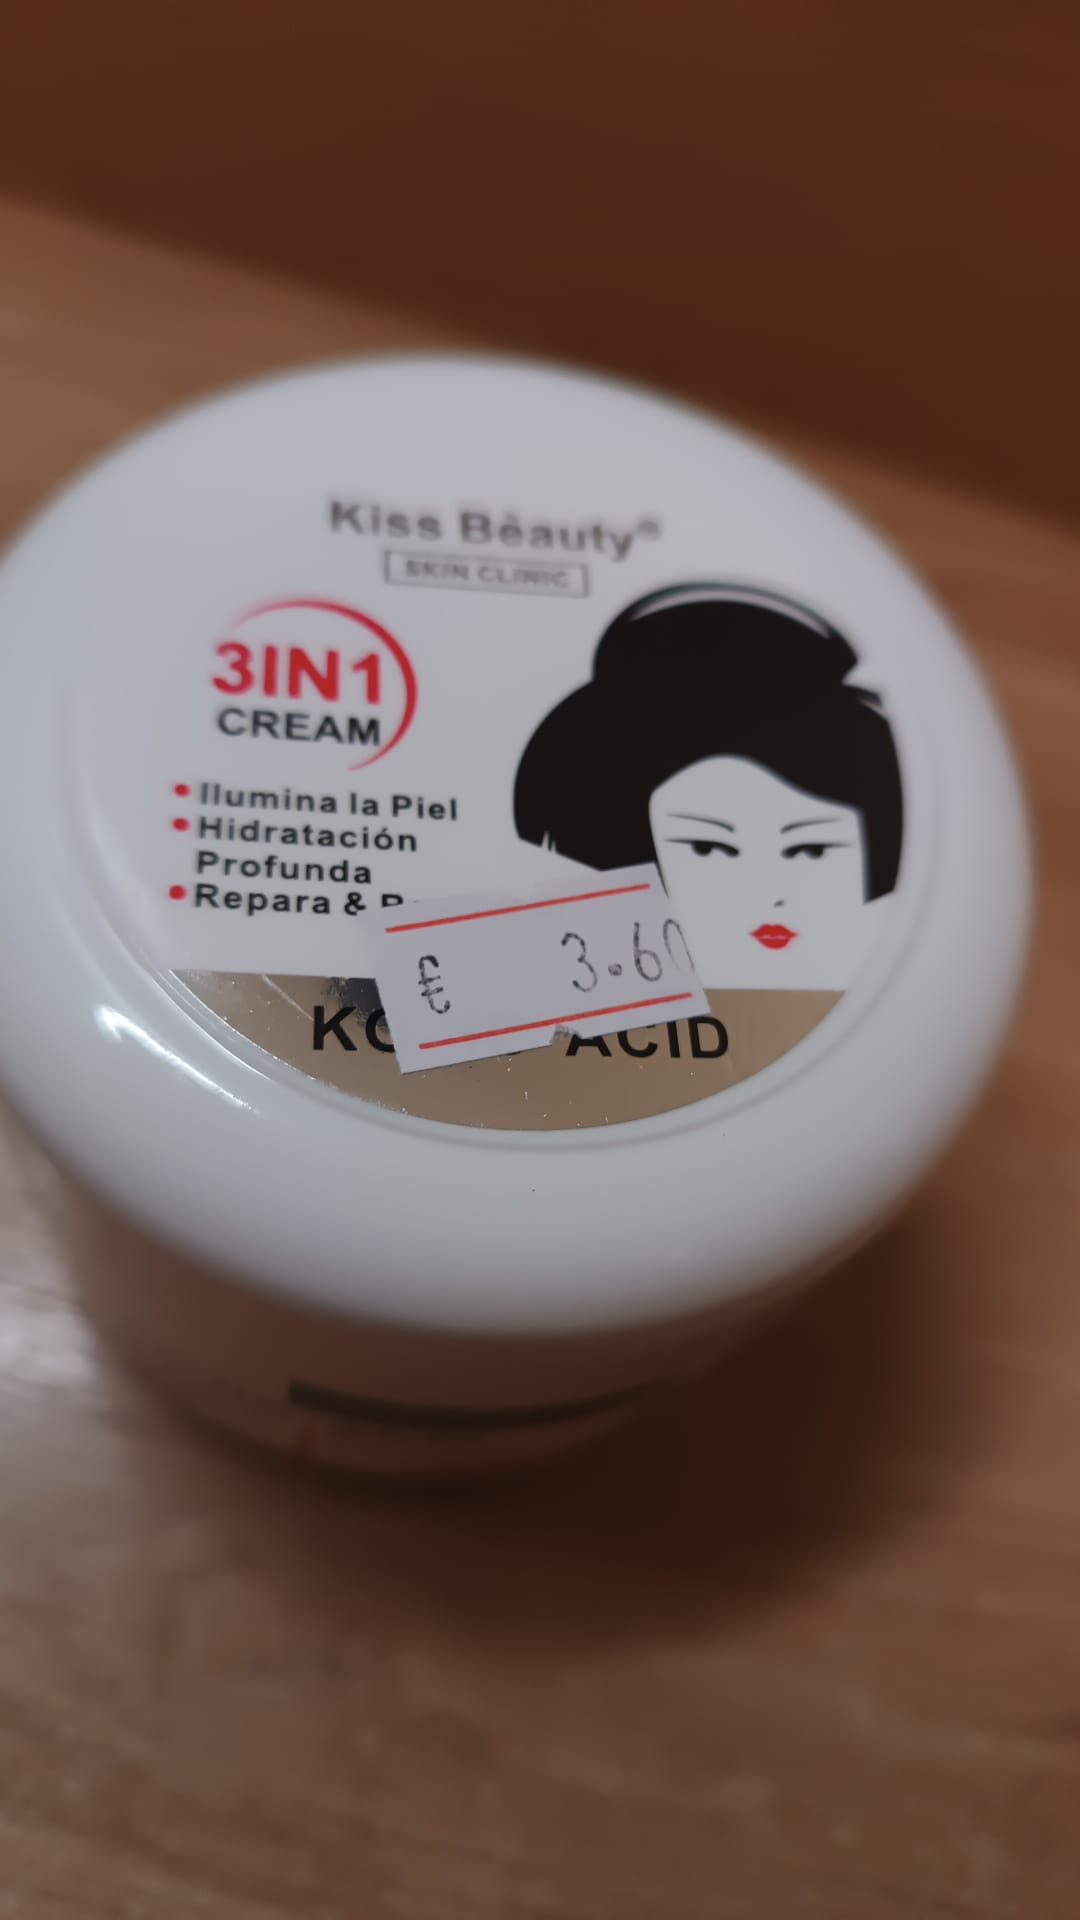 Kiss Bèauty®
SKIN CLINIC
3IN1
CREAM
• Ilumina la Piel
• Hidratación
Profunda
• Repara &
€ 3.60
ACID